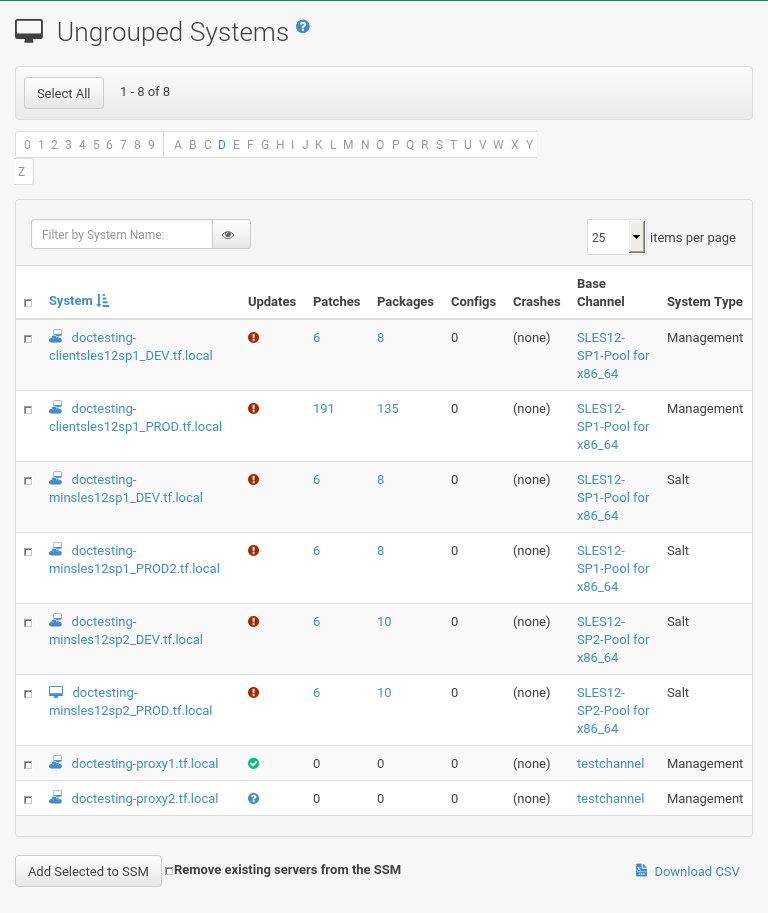 Ungrouped Systems ?
Select All 1 - 8 of 8
0 1 2 3 4 5 6 7 8 9 A B C D E F G H I J K L M N O P Q R S T U V W X Y
Z
Filter by System Name: 25 items per page
System Updates Patches Packages Configs Crashes Base Channel System Type
doctesting- ! 6 8 0 (none) SLES12- Management
clientsles12sp1_DEV.tf.local SP1-Pool for
x86_64
doctesting- ! 191 135 0 (none) SLES12- Management
clientsles12sp1_PROD.tf.local SP1-Pool for
x86_64
doctesting- ! 6 8 0 (none) SLES12- Salt
minsles12sp1_DEV.tf.local SP1-Pool for
x86_64
doctesting- ! 6 8 0 (none) SLES12- Salt
minsles12sp1_PROD2.tf.local SP1-Pool for
x86_64
doctesting- ! 6 10 0 (none) SLES12- Salt
minsles12sp2_DEV.tf.local SP2-Pool for
x86_64
doctesting- ! 6 10 0 (none) SLES12- Salt
minsles12sp2_PROD.tf.local SP2-Pool for
x86_64
doctesting-proxy1.tf.local 0 0 0 (none) testchannel Management
doctesting-proxy2.tf.local ? 0 0 0 (none) testchannel Management
Add Selected to SSM Remove existing servers from the SSM Download CSV